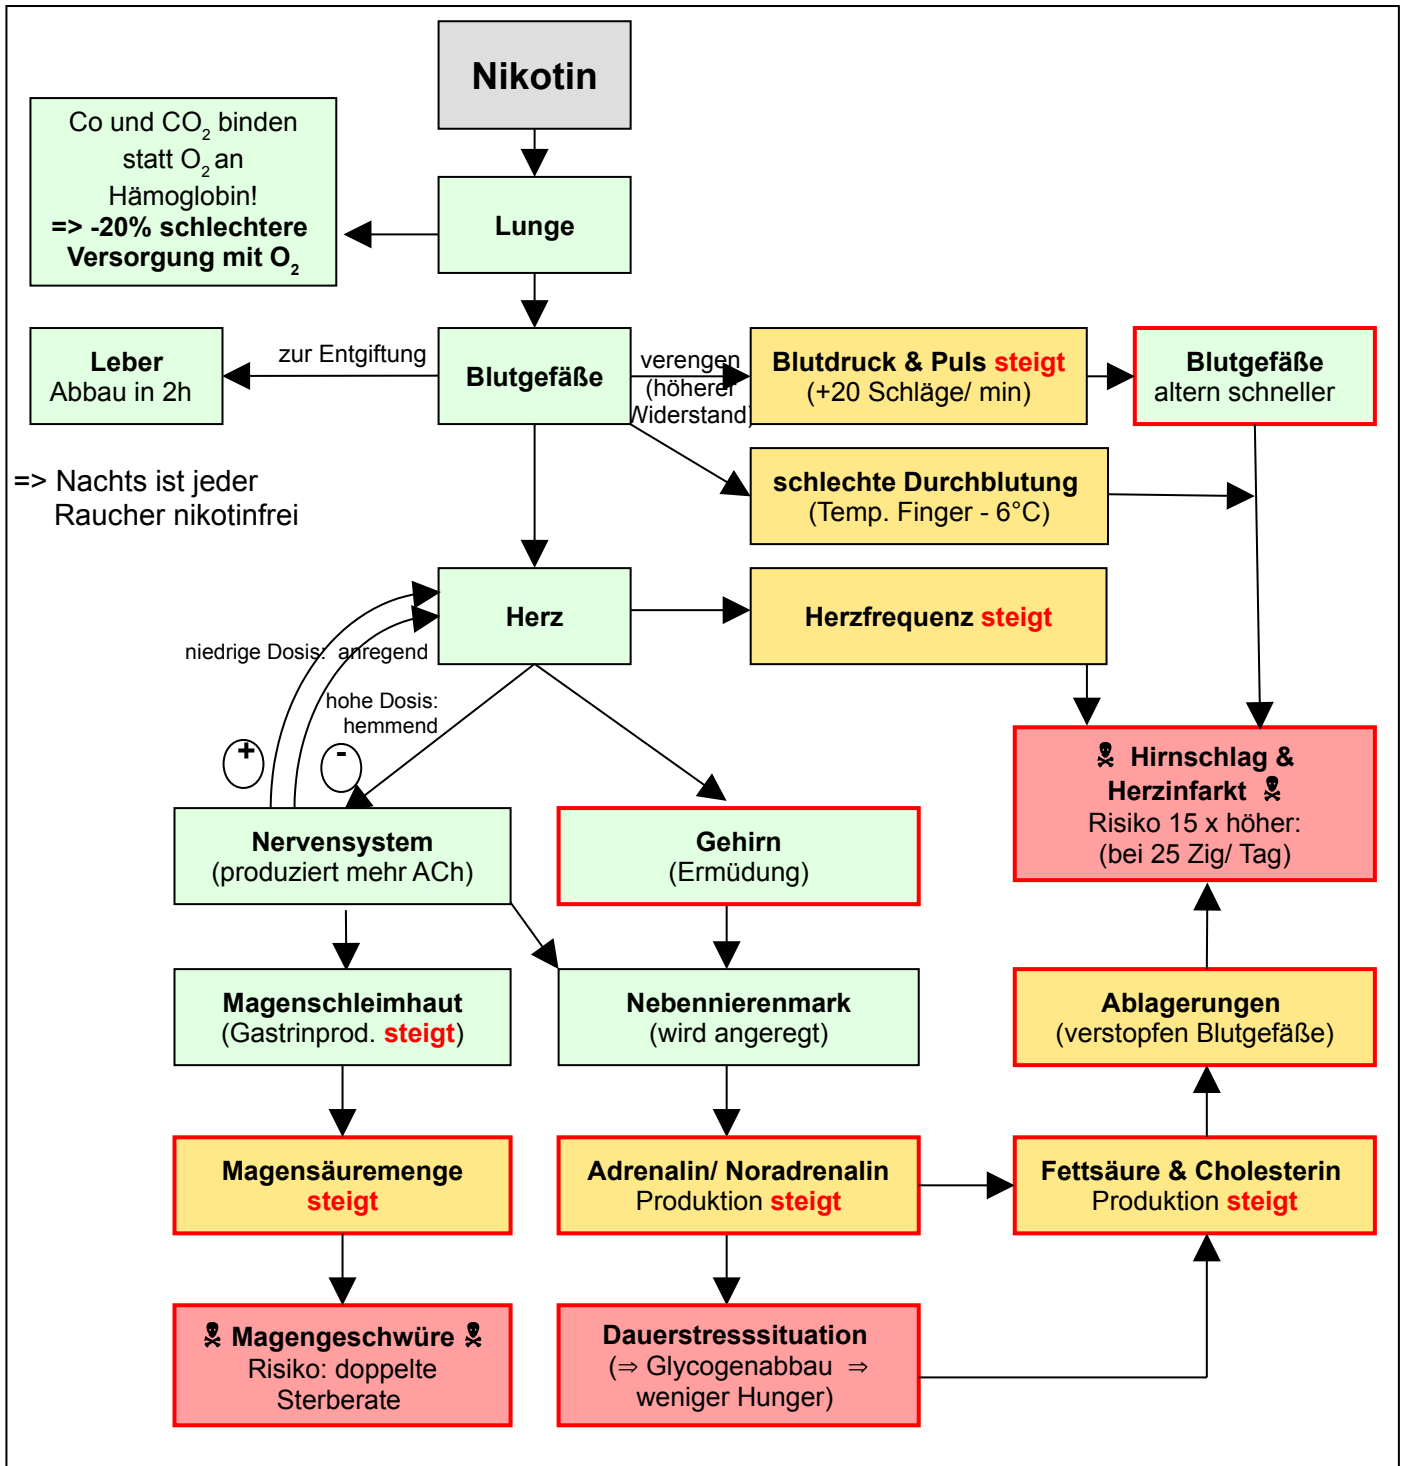 Nikotin
Co und CO₂ binden
statt O₂ an
Hämoglobin!
=> -20% schlechtere
Versorgung mit O₂
Lunge
Leber
Abbau in 2h
zur Entgiftung
Blutgefäße
verengen
(höherer
Widerstand)
Blutdruck & Puls steigt
(+20 Schläge/ min)
Blutgefäße
altern schneller
=> Nachts ist jeder
Raucher nikotinfrei
schlechte Durchblutung
(Temp. Finger - 6°C)
Herz
Herzfrequenz steigt
niedrige Dosis: anregend
hohe Dosis:
hemmend
+
-
☠ Hirnschlag &
Herzinfarkt ☠
Risiko 15 x höher:
(bei 25 Zig/ Tag)
Nervensystem
(produziert mehr ACh)
Gehirn
(Ermüdung)
Magenschleimhaut
(Gastrinprod. steigt)
Nebennierenmark
(wird angeregt)
Ablagerungen
(verstopfen Blutgefäße)
Magensäuremenge
steigt
Adrenalin/ Noradrenalin
Produktion steigt
Fettsäure & Cholesterin
Produktion steigt
☠ Magengeschwüre ☠
Risiko: doppelte
Sterberate
Dauerstresssituation
(⇒ Glycogenabbau ⇒
weniger Hunger)